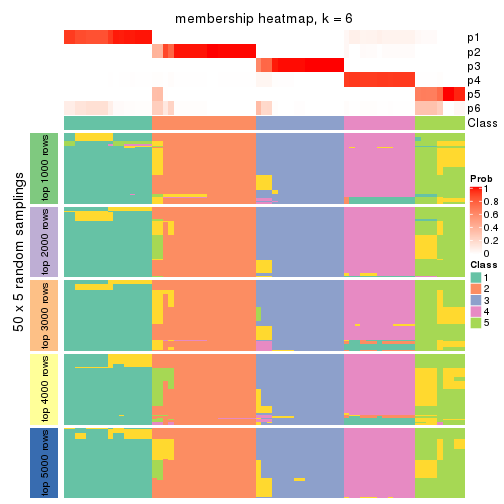 membership heatmap, k = 6
p1
p2
p3
p4
p5
p6
Class
50 x 5 random samplings
top 1000 rows
top 2000 rows
top 3000 rows
top 4000 rows
top 5000 rows
Prob
1
0.8
0.6
0.4
0.2
0
Class
1
2
3
4
5